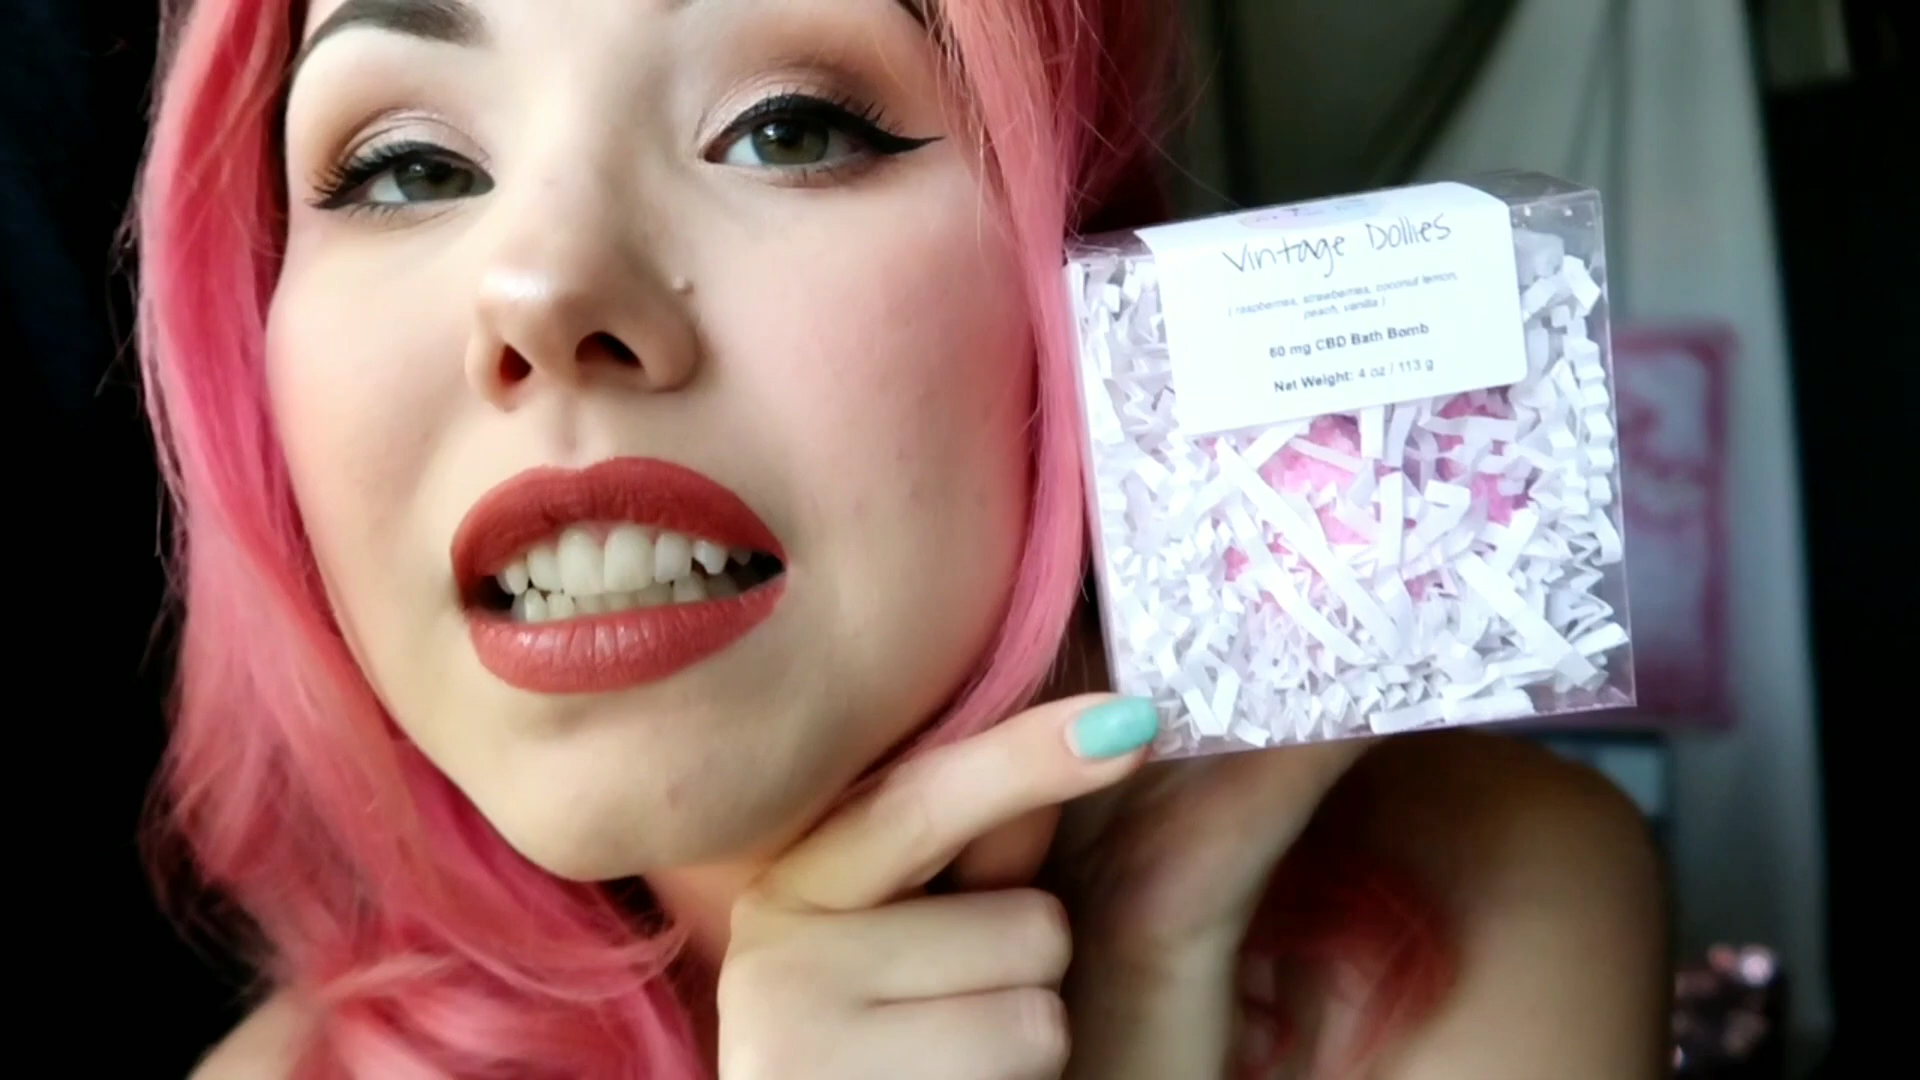 Vintage Dollies
( raspberries, strawberries, coconut lemon,
peach, vanilla )
60 mg CBD Bath Bomb
Net Weight: 4 oz / 113 g